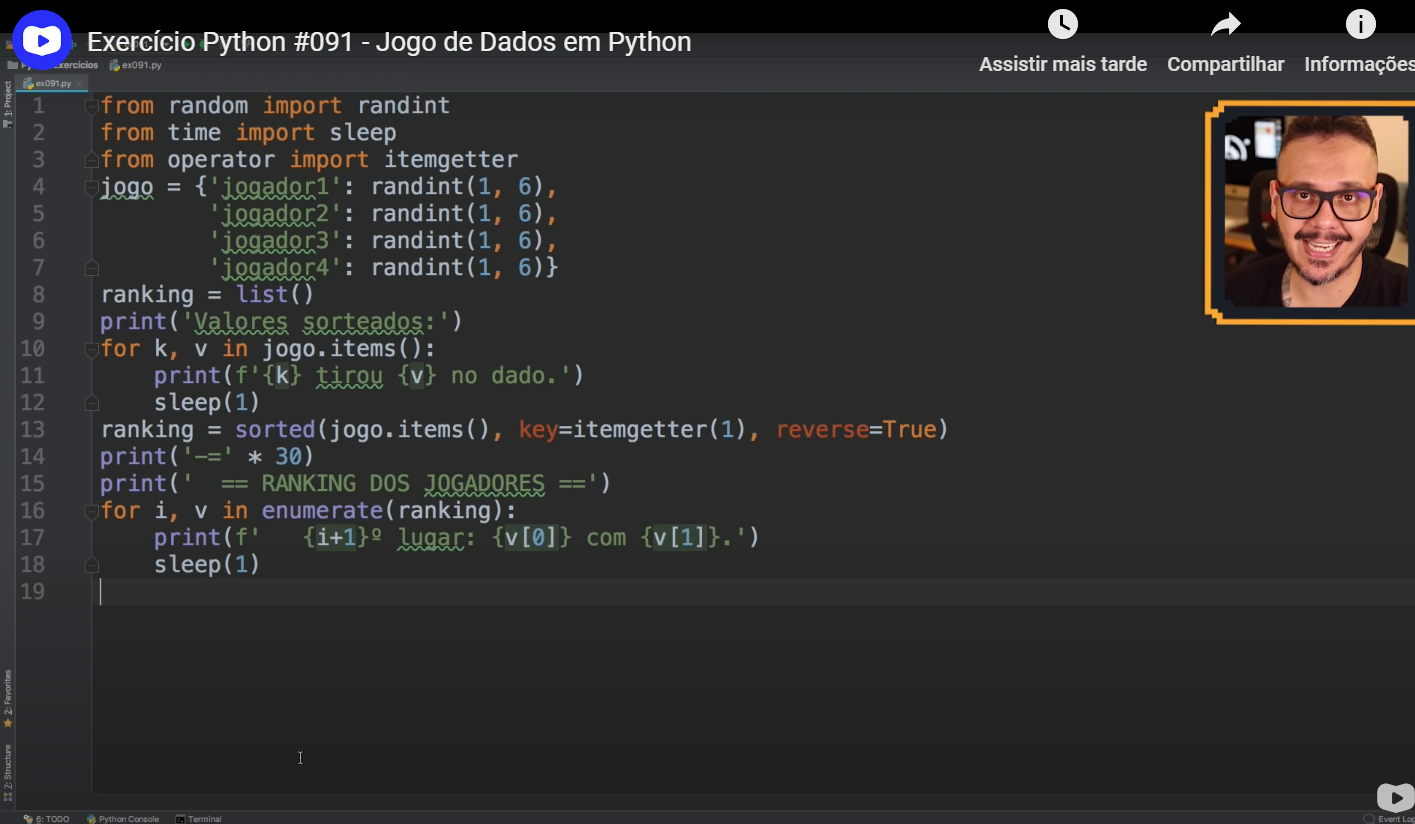 Exercício Python #091 - Jogo de Dados em Python
Assistir mais tarde
Compartilhar
Informações
Exercicios
ex091.py
ex091.py
1: Project
1 from random import randint
2 from time import sleep
3 from operator import itemgetter
4 jogo = {'jogador1': randint(1, 6),
5 'jogador2': randint(1, 6),
6 'jogador3': randint(1, 6),
7 'jogador4': randint(1, 6)}
8 ranking = list()
9 print('Valores sorteados:')
10 for k, v in jogo.items():
11 print(f'{k} tirou {v} no dado.')
12 sleep(1)
13 ranking = sorted(jogo.items(), key=itemgetter(1), reverse=True)
14 print('-=' * 30)
15 print('  == RANKING DOS JOGADORES ==')
16 for i, v in enumerate(ranking):
17 print(f'   {i+1}º lugar: {v[0]} com {v[1]}.')
18 sleep(1)
19
2: Favorites
7: Structure
6: TODO
Python Console
Terminal
Event Log